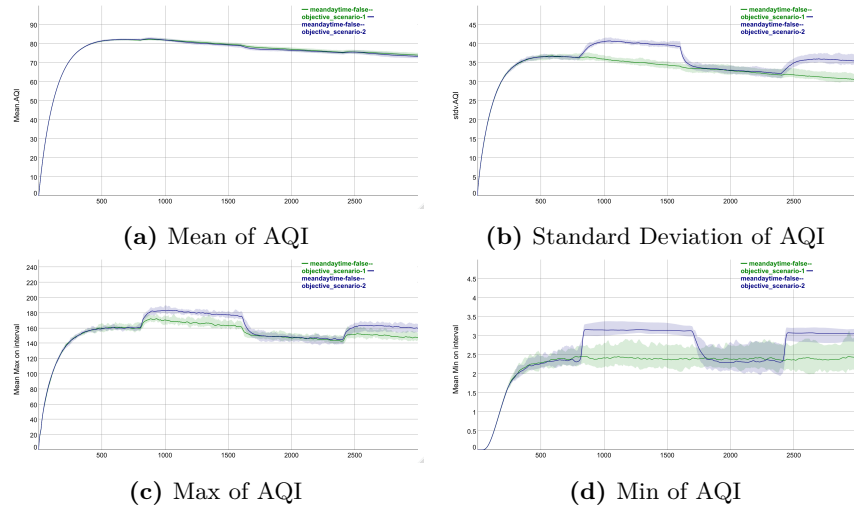 meandaytime-false--
objective_scenario-1
meandaytime-false--
objective_scenario-2
Mean.AQI
80
70
60
50
40
30
20
10
0
500
1000
1500
2000
2500
(a) Mean of AQI
meandaytime-false--
objective_scenario-1
meandaytime-false--
objective_scenario-2
stdv.AQI
45
40
35
30
25
20
15
10
5
0
500
1000
1500
2000
2500
(b) Standard Deviation of AQI
meandaytime-false--
objective_scenario-1
meandaytime-false--
objective_scenario-2
Mean Max on interval
240
220
200
180
160
140
120
100
80
60
40
20
0
500
1000
1500
2000
2500
(c) Max of AQI
meandaytime-false--
objective_scenario-1
meandaytime-false--
objective_scenario-2
Mean Min on interval
4.5
4
3.5
3
2.5
2
1.5
1
0.5
0
500
1000
1500
2000
2500
(d) Min of AQI